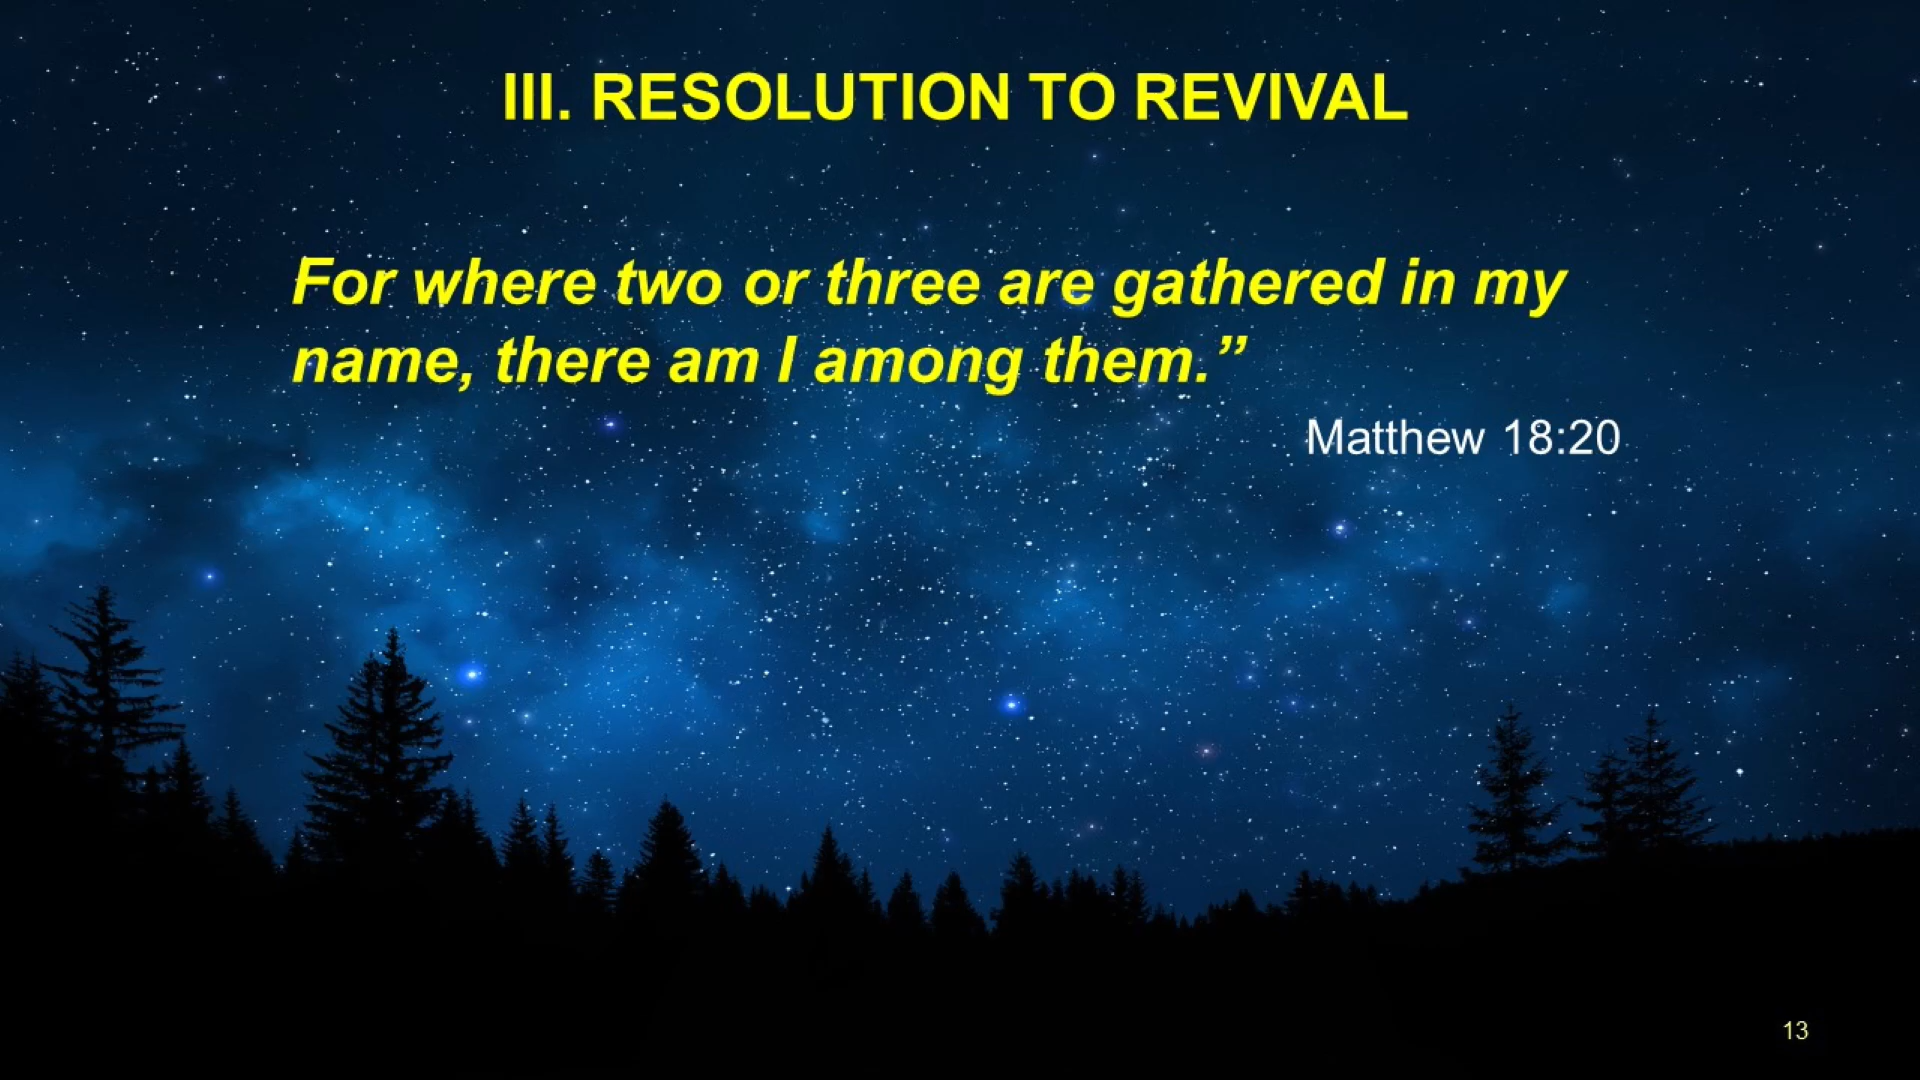 III. RESOLUTION TO REVIVAL
For where two or three are gathered in my
name, there am I among them.”
Matthew 18:20
13